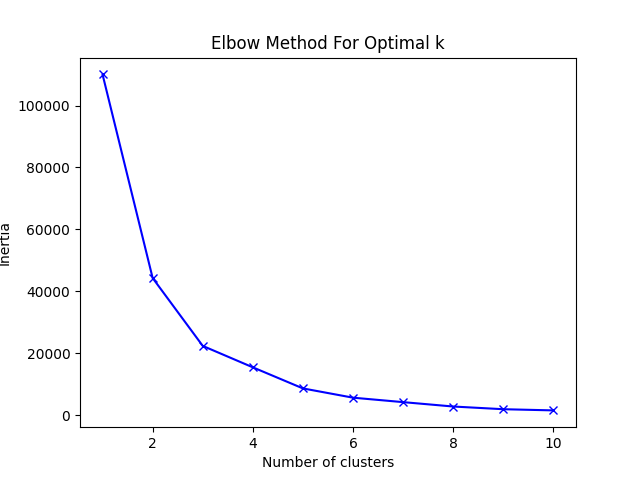 Elbow Method For Optimal k
100000
80000
60000
40000
20000
0
Inertia
2 4 6 8 10
Number of clusters